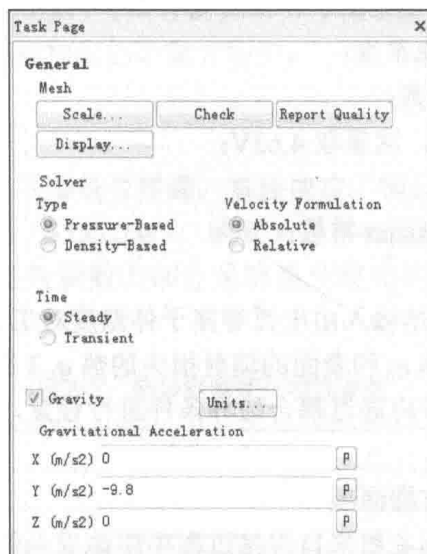 Task Page
General
Mesh
Scale... Check Report Quality
Display...
Solver
Type Velocity Formulation
Pressure-Based Absolute
Density-Based Relative
Time
Steady
Transient
Gravity Units...
Gravitational Acceleration
X (m/s2) 0 P
Y (m/s2) -9.8 P
Z (m/s2) 0 P